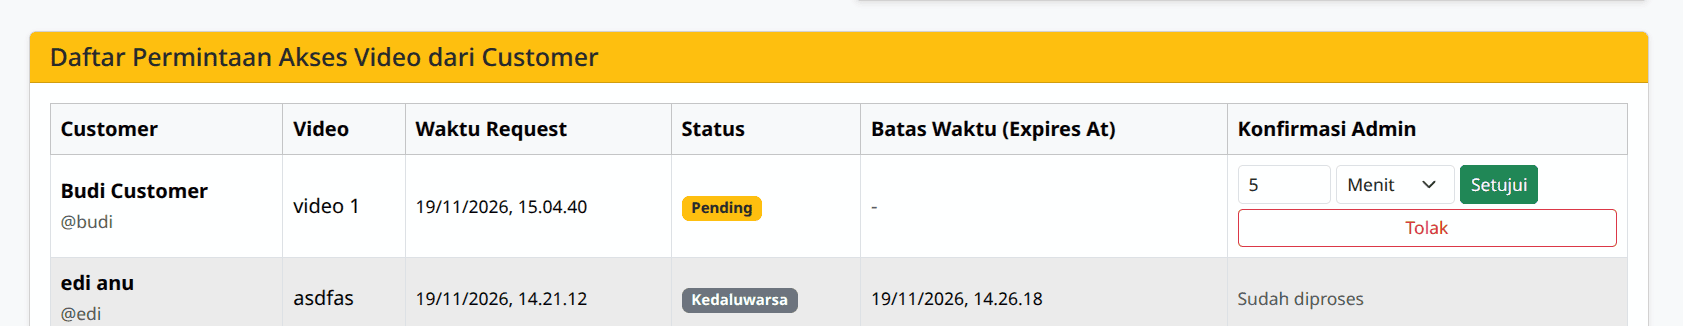 Daftar Permintaan Akses Video dari Customer
Customer Video Waktu Request Status Batas Waktu (Expires At) Konfirmasi Admin
Budi Customer
@budi
video 1
19/11/2026, 15.04.40
Pending
-
5 Menit Setujui
Tolak
edi anu
@edi
asdfas
19/11/2026, 14.21.12
Kedaluwarsa
19/11/2026, 14.26.18
Sudah diproses